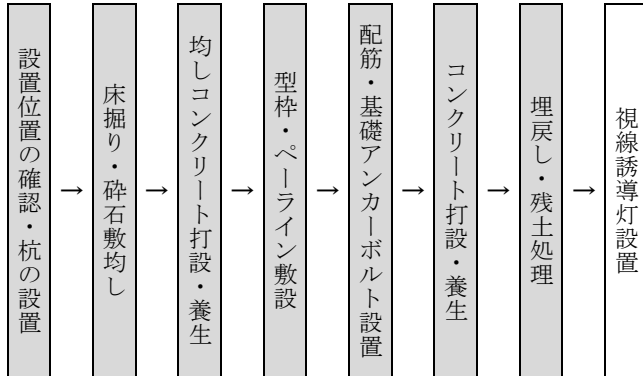 設置位置の確認・杭の設置
→
床掘り・砕石敷均し
→
均しコンクリート打設・養生
→
型枠・ペーライン敷設
→
配筋・基礎アンカーボルト設置
→
コンクリート打設・養生
→
埋戻し・残土処理
→
視線誘導灯設置